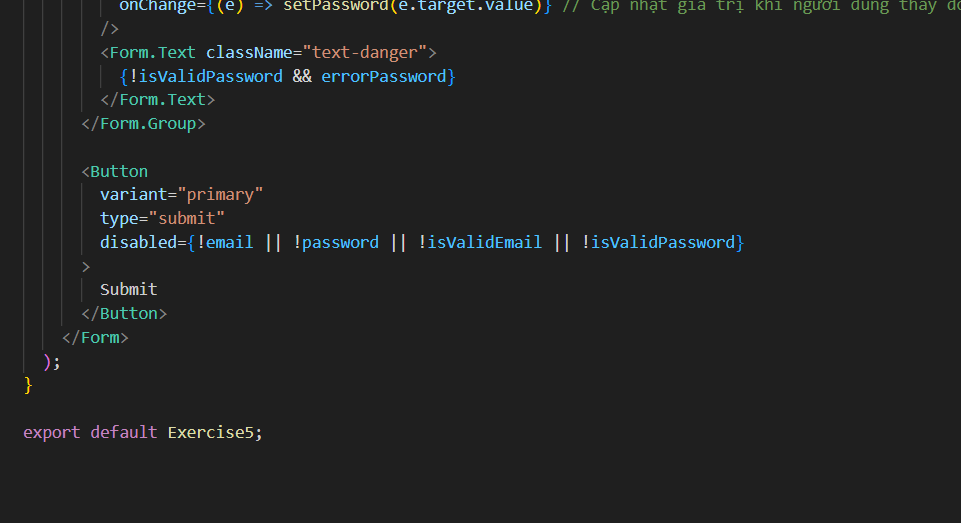 onChange={(e) => setPassword(e.target.value)} // Cập nhật giá trị khi người dùng thay
/>
<Form.Text className="text-danger">
{!isValidPassword && errorPassword}
</Form.Text>
</Form.Group>
<Button
variant="primary"
type="submit"
disabled={!email || !password || !isValidEmail || !isValidPassword}
>
Submit
</Button>
</Form>
);
}
export default Exercise5;